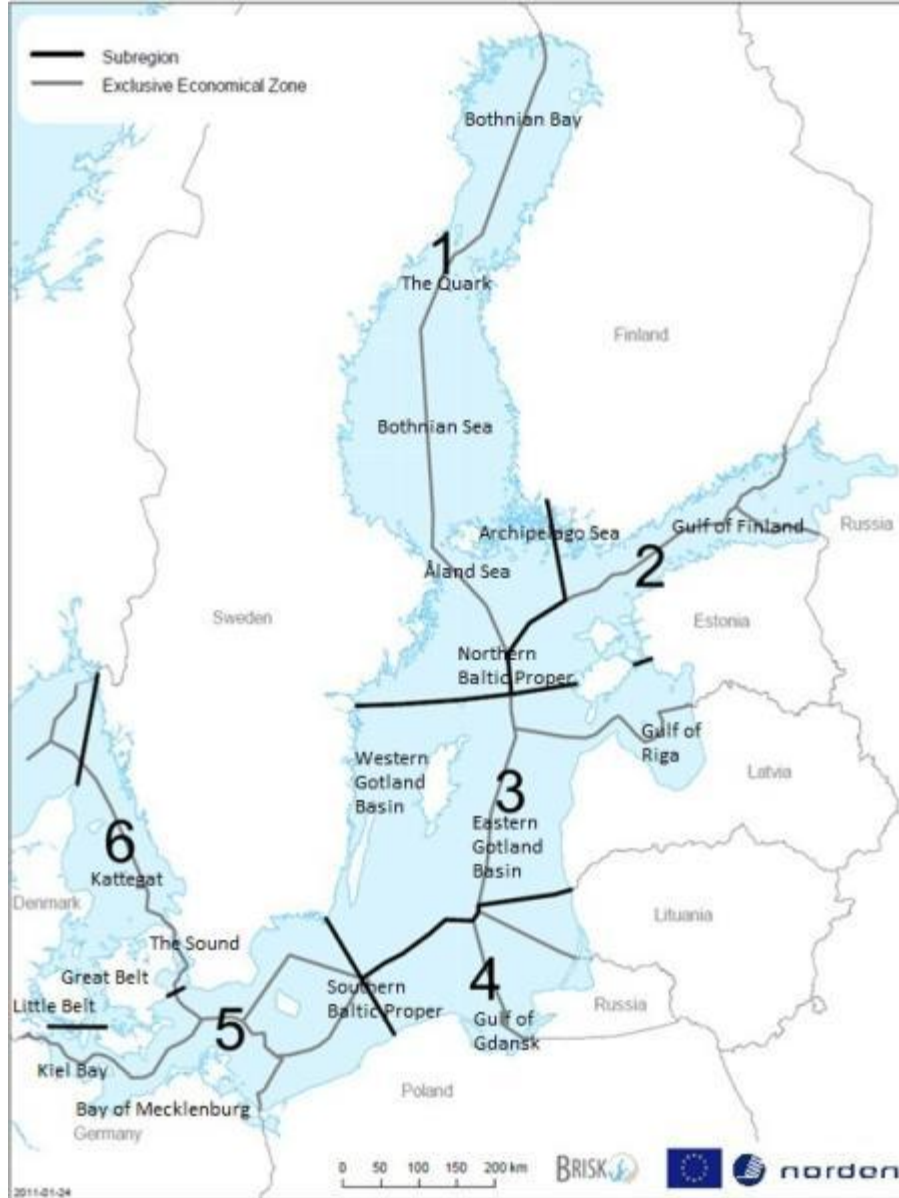 Subregion
Exclusive Economical Zone
Bothnian Bay
1
The Quark
Finland
Bothnian Sea
Archipelago Sea
Gulf of Finland
Russia
2
Åland Sea
Sweden
Estonia
Northern
Baltic Proper
Gulf of
Riga
Western
Gotland
Basin
Latvia
3
Eastern
Gotland
Basin
6
Kattegat
Denmark
Lituania
The Sound
Great Belt
Little Belt
Southern
Baltic Proper
4
Russia
5
Gulf of
Gdansk
Kiel Bay
Poland
Bay of Mecklenburg
Germany
0 50 100 150 200 km
BRISK
norden
2011-01-24